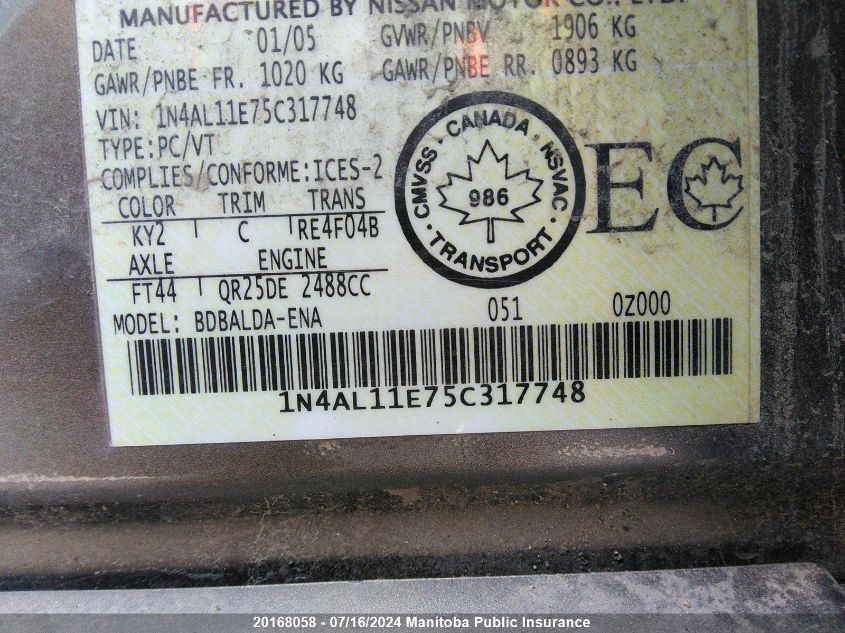 MANUFACTURED BY NISSAN MOTOR CO., LTD.
DATE 01/05 GVWR/PNBV 1906 KG
GAWR/PNBE FR. 1020 KG GAWR/PNBE RR. 0893 KG
VIN: 1N4AL11E75C317748
TYPE:PC/VT
COMPLIES/CONFORME:ICES-2
COLOR TRIM TRANS
KY2 C RE4F04B
AXLE ENGINE
FT44 QR25DE 2488CC
MODEL: BDBALDA-ENA 051 0Z000
CMVSS · CANADA · NSVAC · TRANSPORT ·
986
EC
1N4AL11E75C317748
20168058 - 07/16/2024 Manitoba Public Insurance